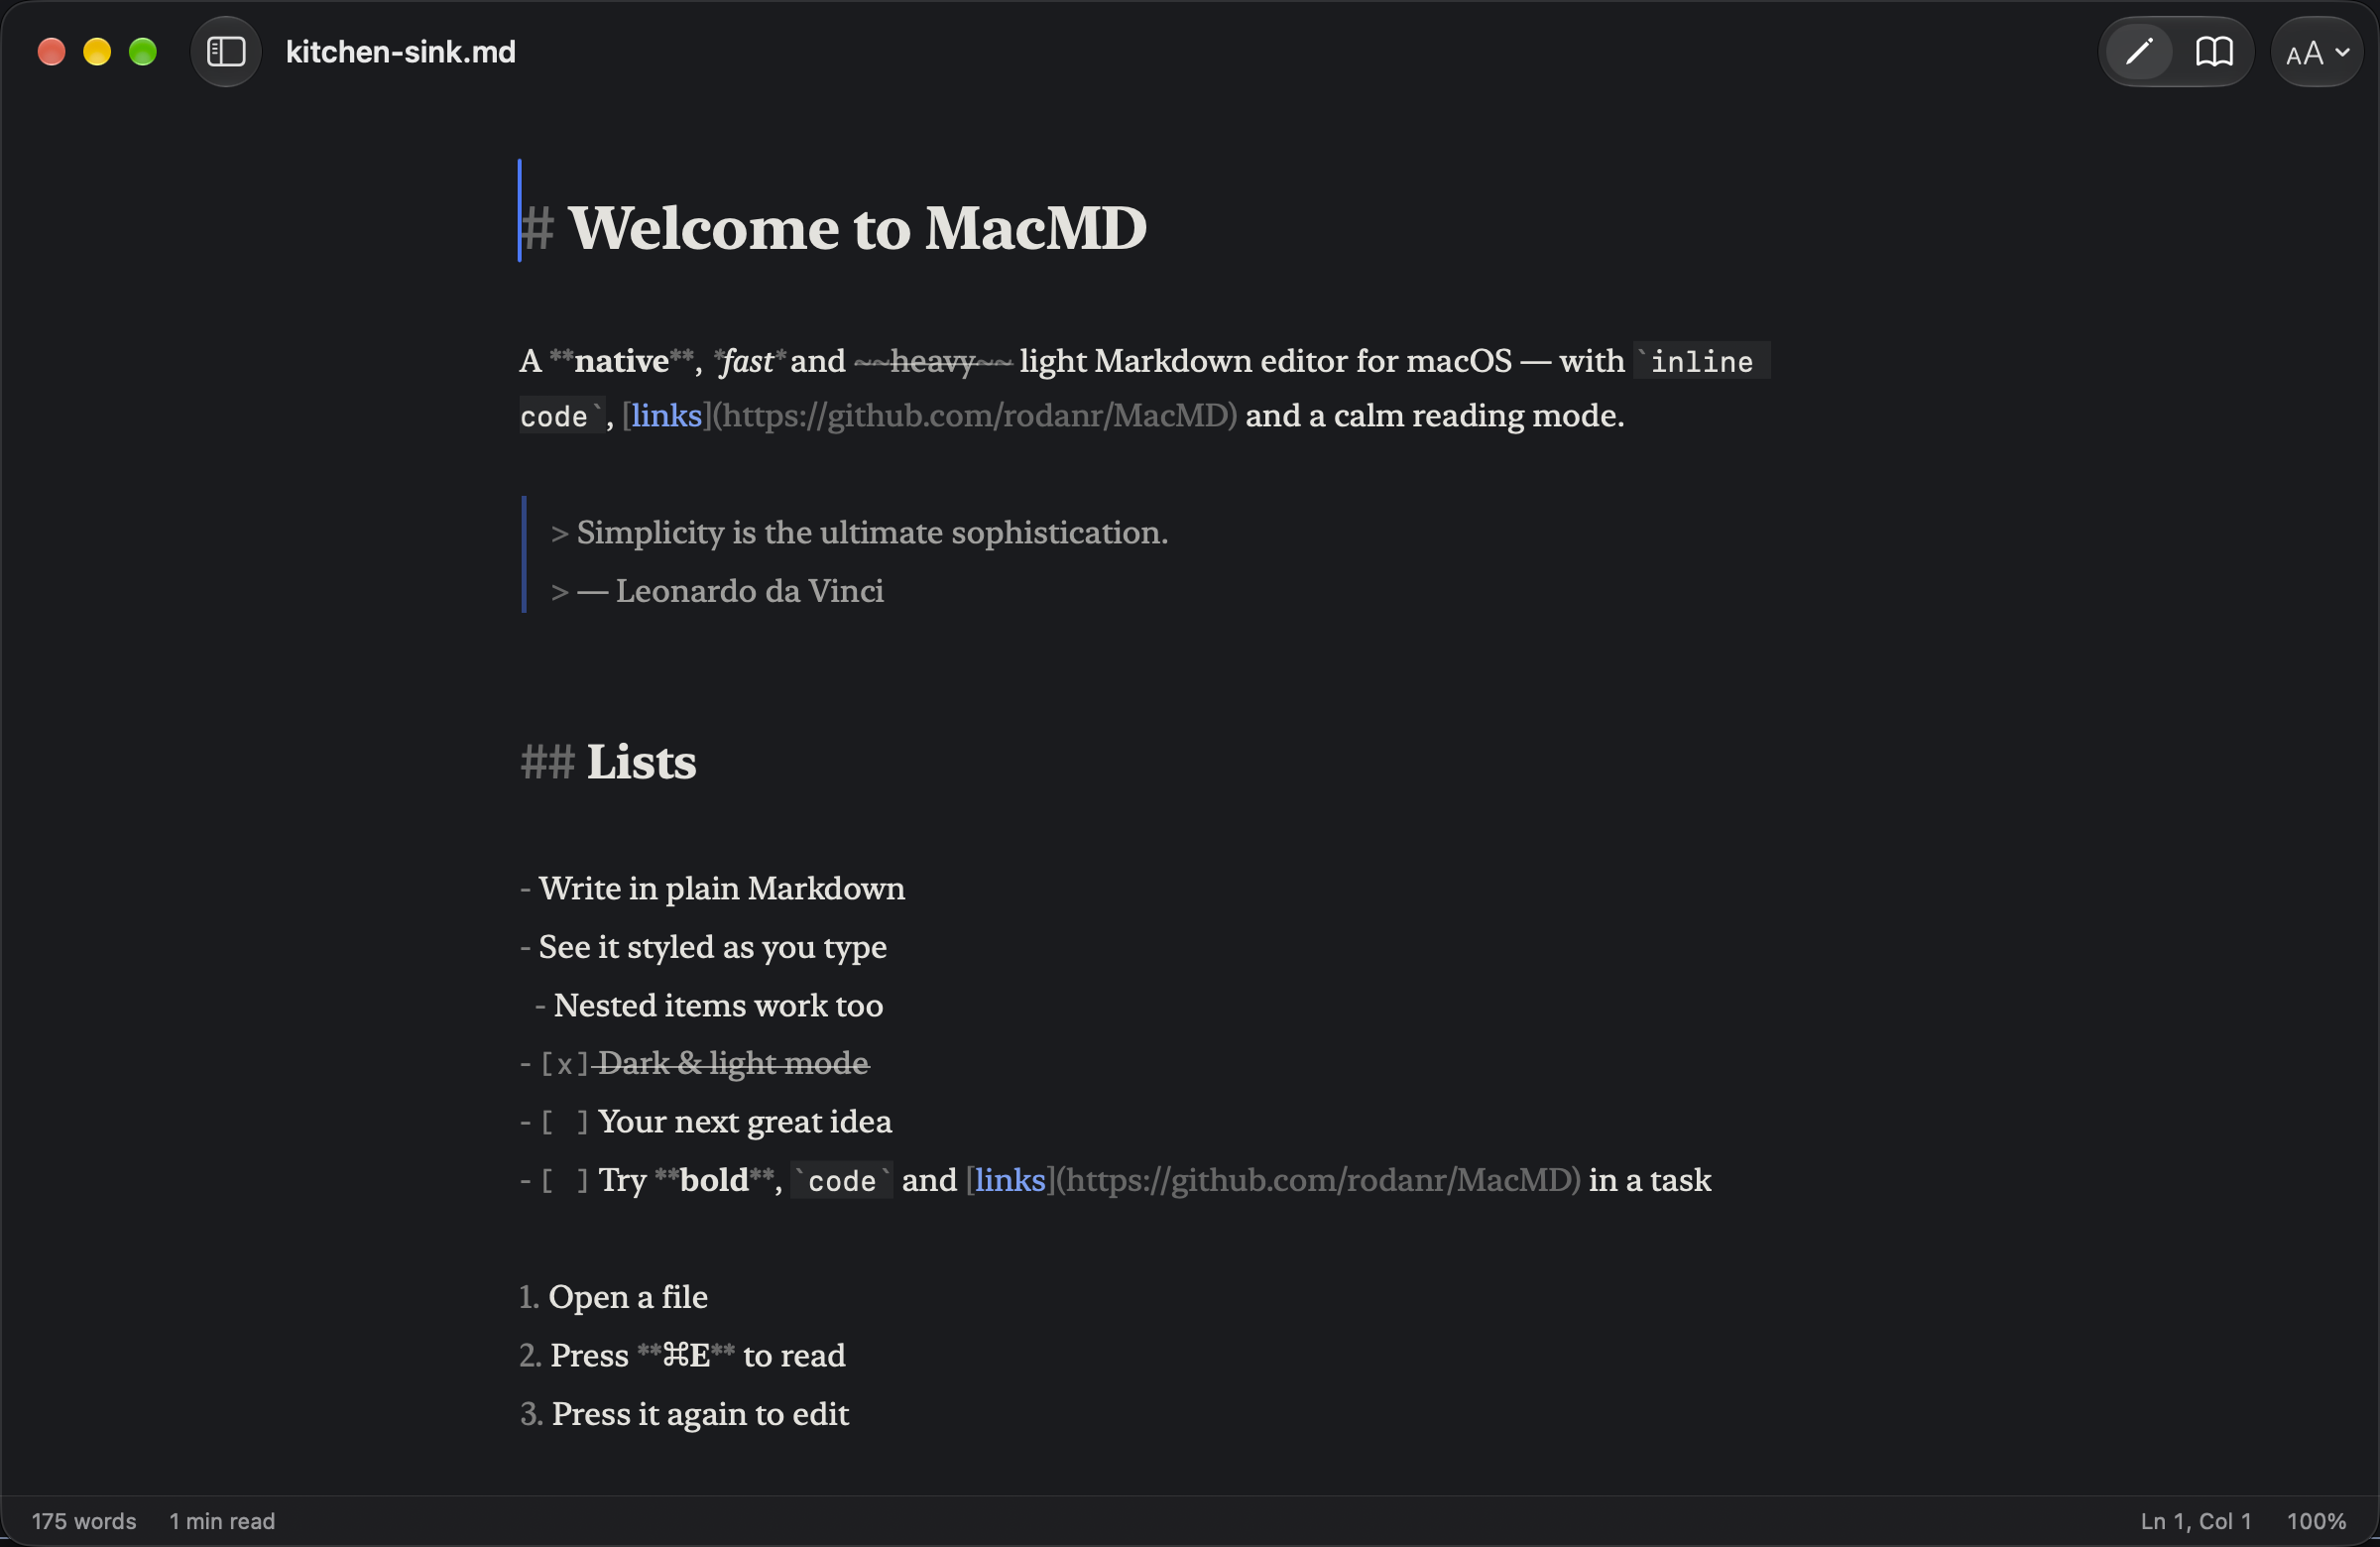 kitchen-sink.md
AA
# Welcome to MacMD
A **native**, *fast* and ~~heavy~~ light Markdown editor for macOS — with `inline
code`, [links](https://github.com/rodanr/MacMD) and a calm reading mode.
> Simplicity is the ultimate sophistication.
> — Leonardo da Vinci
## Lists
- Write in plain Markdown
- See it styled as you type
  - Nested items work too
- [x] Dark & light mode
- [ ] Your next great idea
- [ ] Try **bold**, `code` and [links](https://github.com/rodanr/MacMD) in a task
1. Open a file
2. Press **⌘E** to read
3. Press it again to edit
175 words 1 min read Ln 1, Col 1 100%